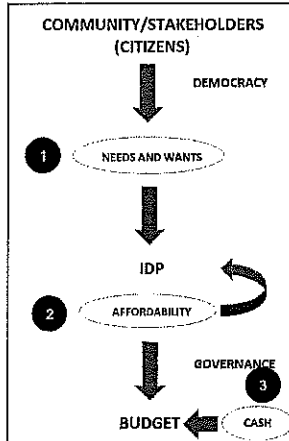 COMMUNITY/STAKEHOLDERS
(CITIZENS)
DEMOCRACY
1
NEEDS AND WANTS
IDP
2
AFFORDABILITY
GOVERNANCE
3
BUDGET
CASH